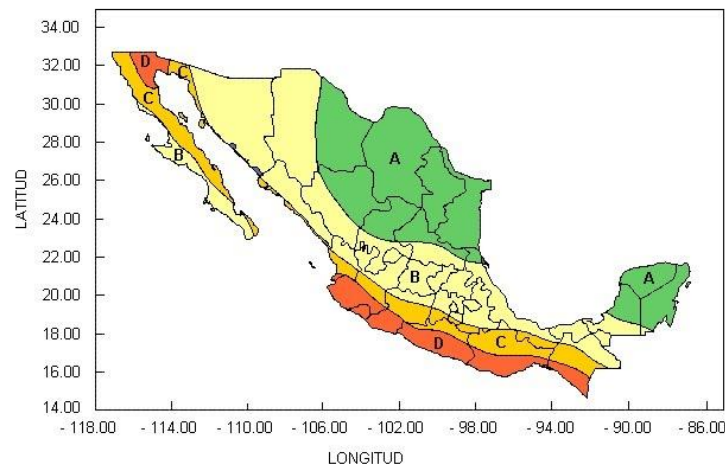 34.00
32.00
30.00
28.00
26.00
24.00
22.00
20.00
18.00
16.00
14.00
LATITUD
D
C
C
B
A
B
A
C
D
- 118.00 - 114.00 - 110.00 - 106.00 - 102.00 - 98.00 - 94.00 - 90.00 - 86.00
LONGITUD